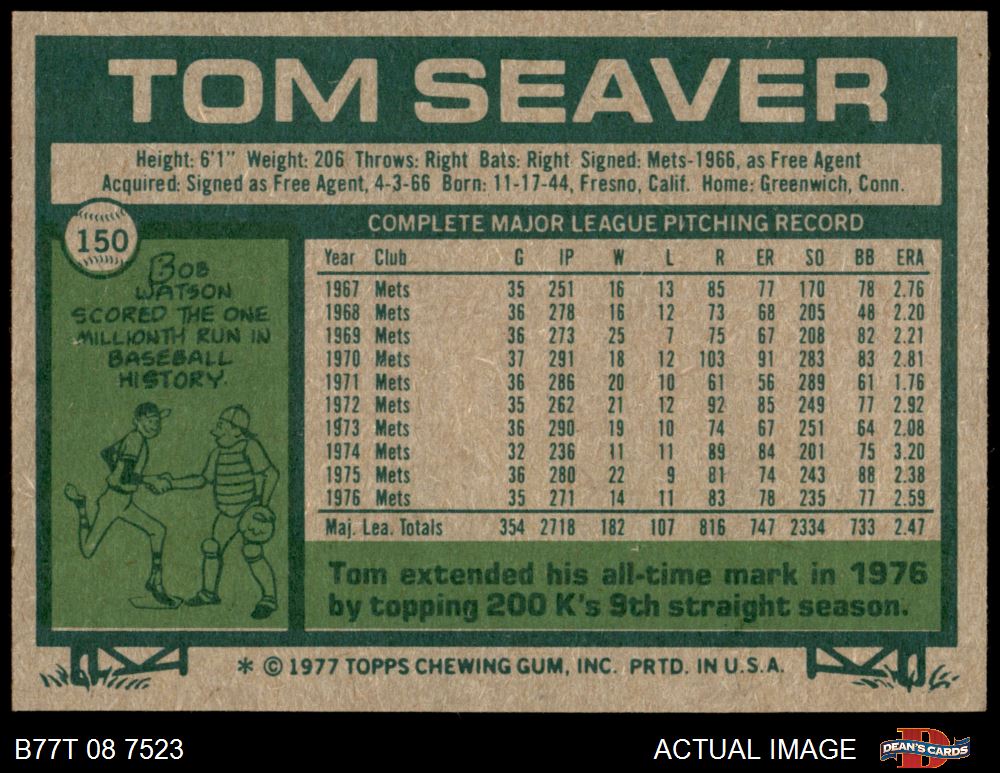 TOM SEAVER
Height: 6'1" Weight: 206 Throws: Right Bats: Right Signed: Mets-1966, as Free Agent
Acquired: Signed as Free Agent, 4-3-66 Born: 11-17-44, Fresno, Calif. Home: Greenwich, Conn.
150
BOB
WATSON
SCORED THE ONE
MILLIONTH RUN IN
BASEBALL
HISTORY.
COMPLETE MAJOR LEAGUE PITCHING RECORD
Year Club G IP W L R ER SO BB ERA
1967 Mets 35 251 16 13 85 77 170 78 2.76
1968 Mets 36 278 16 12 73 68 205 48 2.20
1969 Mets 36 273 25 7 75 67 208 82 2.21
1970 Mets 37 291 18 12 103 91 283 83 2.81
1971 Mets 36 286 20 10 61 56 289 61 1.76
1972 Mets 35 262 21 12 92 85 249 77 2.92
1973 Mets 36 290 19 10 74 67 251 64 2.08
1974 Mets 32 236 11 11 89 84 201 75 3.20
1975 Mets 36 280 22 9 81 74 243 88 2.38
1976 Mets 35 271 14 11 83 78 235 77 2.59
Maj. Lea. Totals 354 2718 182 107 816 747 2334 733 2.47
Tom extended his all-time mark in 1976
by topping 200 K's 9th straight season.
* © 1977 TOPPS CHEWING GUM, INC. PRTD. IN U.S.A.
B77T 08 7523 ACTUAL IMAGE DEAN'S CARDS